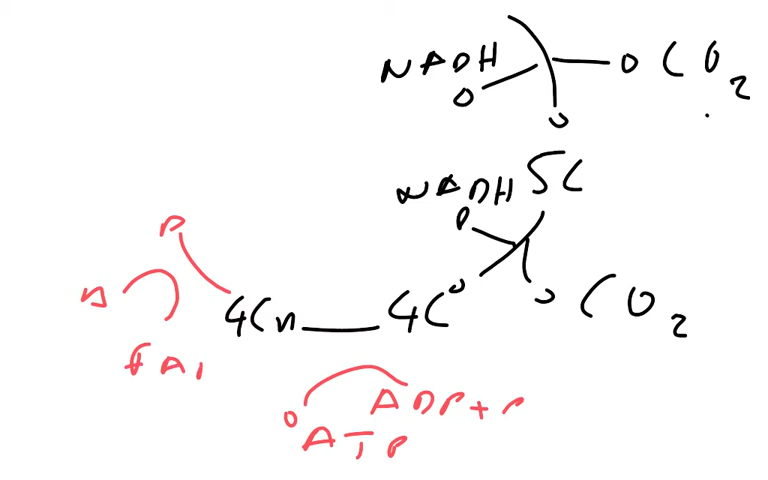 NADH CO2
NADH 5C
CO2
4C 4C
FA
ADP + P
ATP